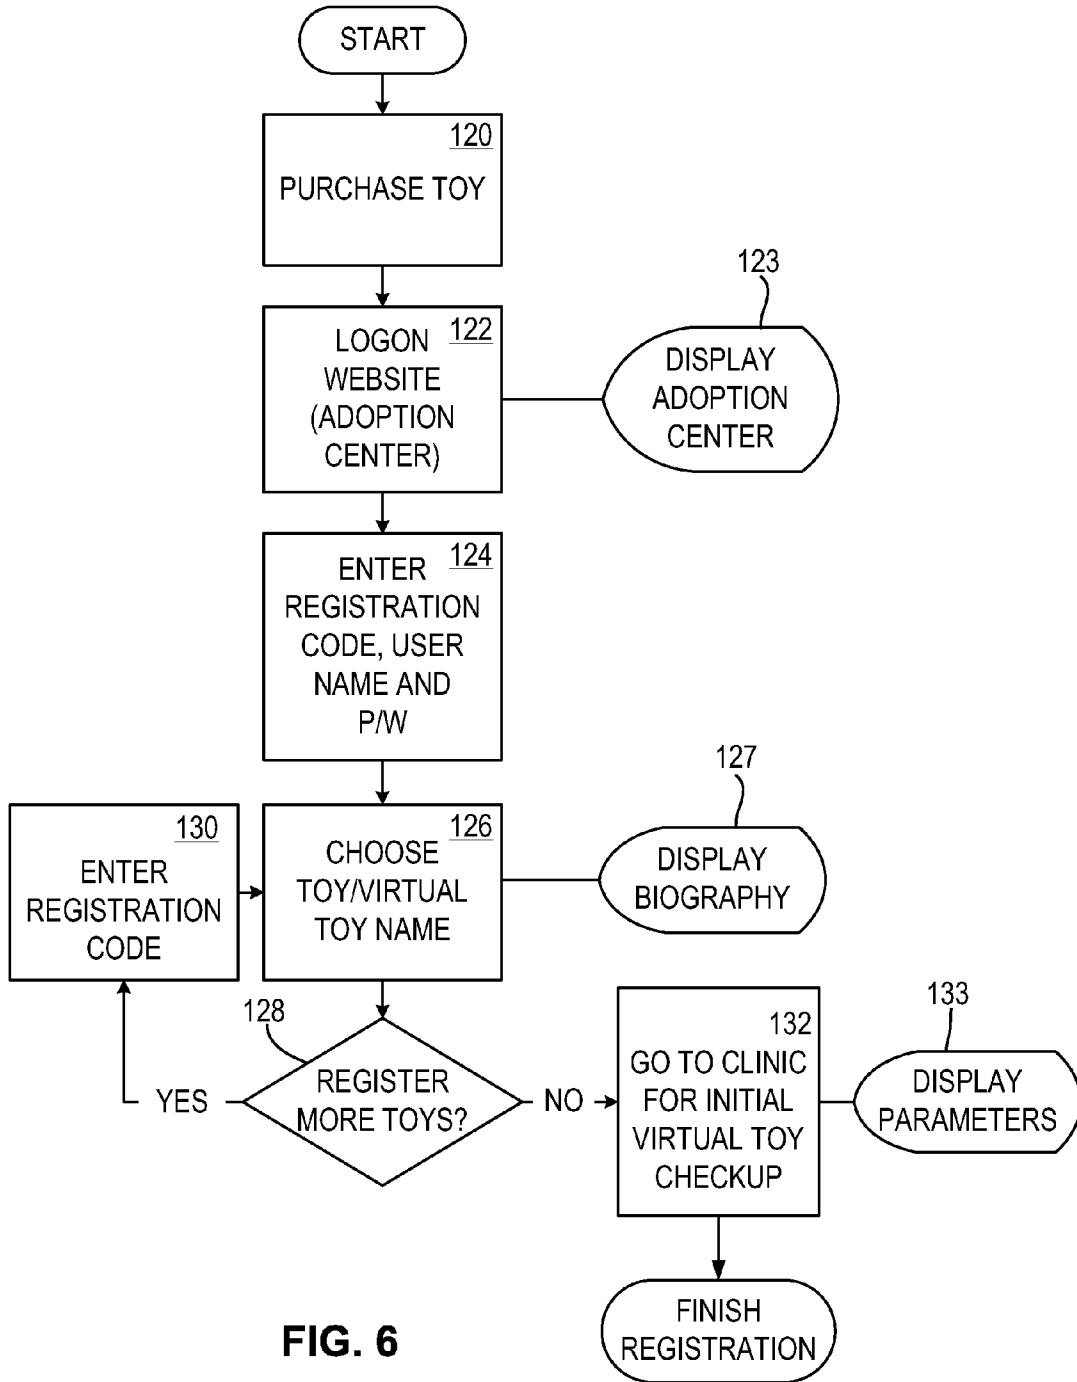 START
120
PURCHASE TOY
123
LOGON
122
WEBSITE
(ADOPTION
CENTER)
DISPLAY
ADOPTION
CENTER
ENTER
124
REGISTRATION
CODE, USER
NAME AND
P/W
127
130
ENTER
REGISTRATION
CODE
126
CHOOSE
TOY/VIRTUAL
TOY NAME
DISPLAY
BIOGRAPHY
128
REGISTER
MORE TOYS?
YES
NO
132
GO TO CLINIC
FOR INITIAL
VIRTUAL TOY
CHECKUP
133
DISPLAY
PARAMETERS
FINISH
REGISTRATION
FIG. 6